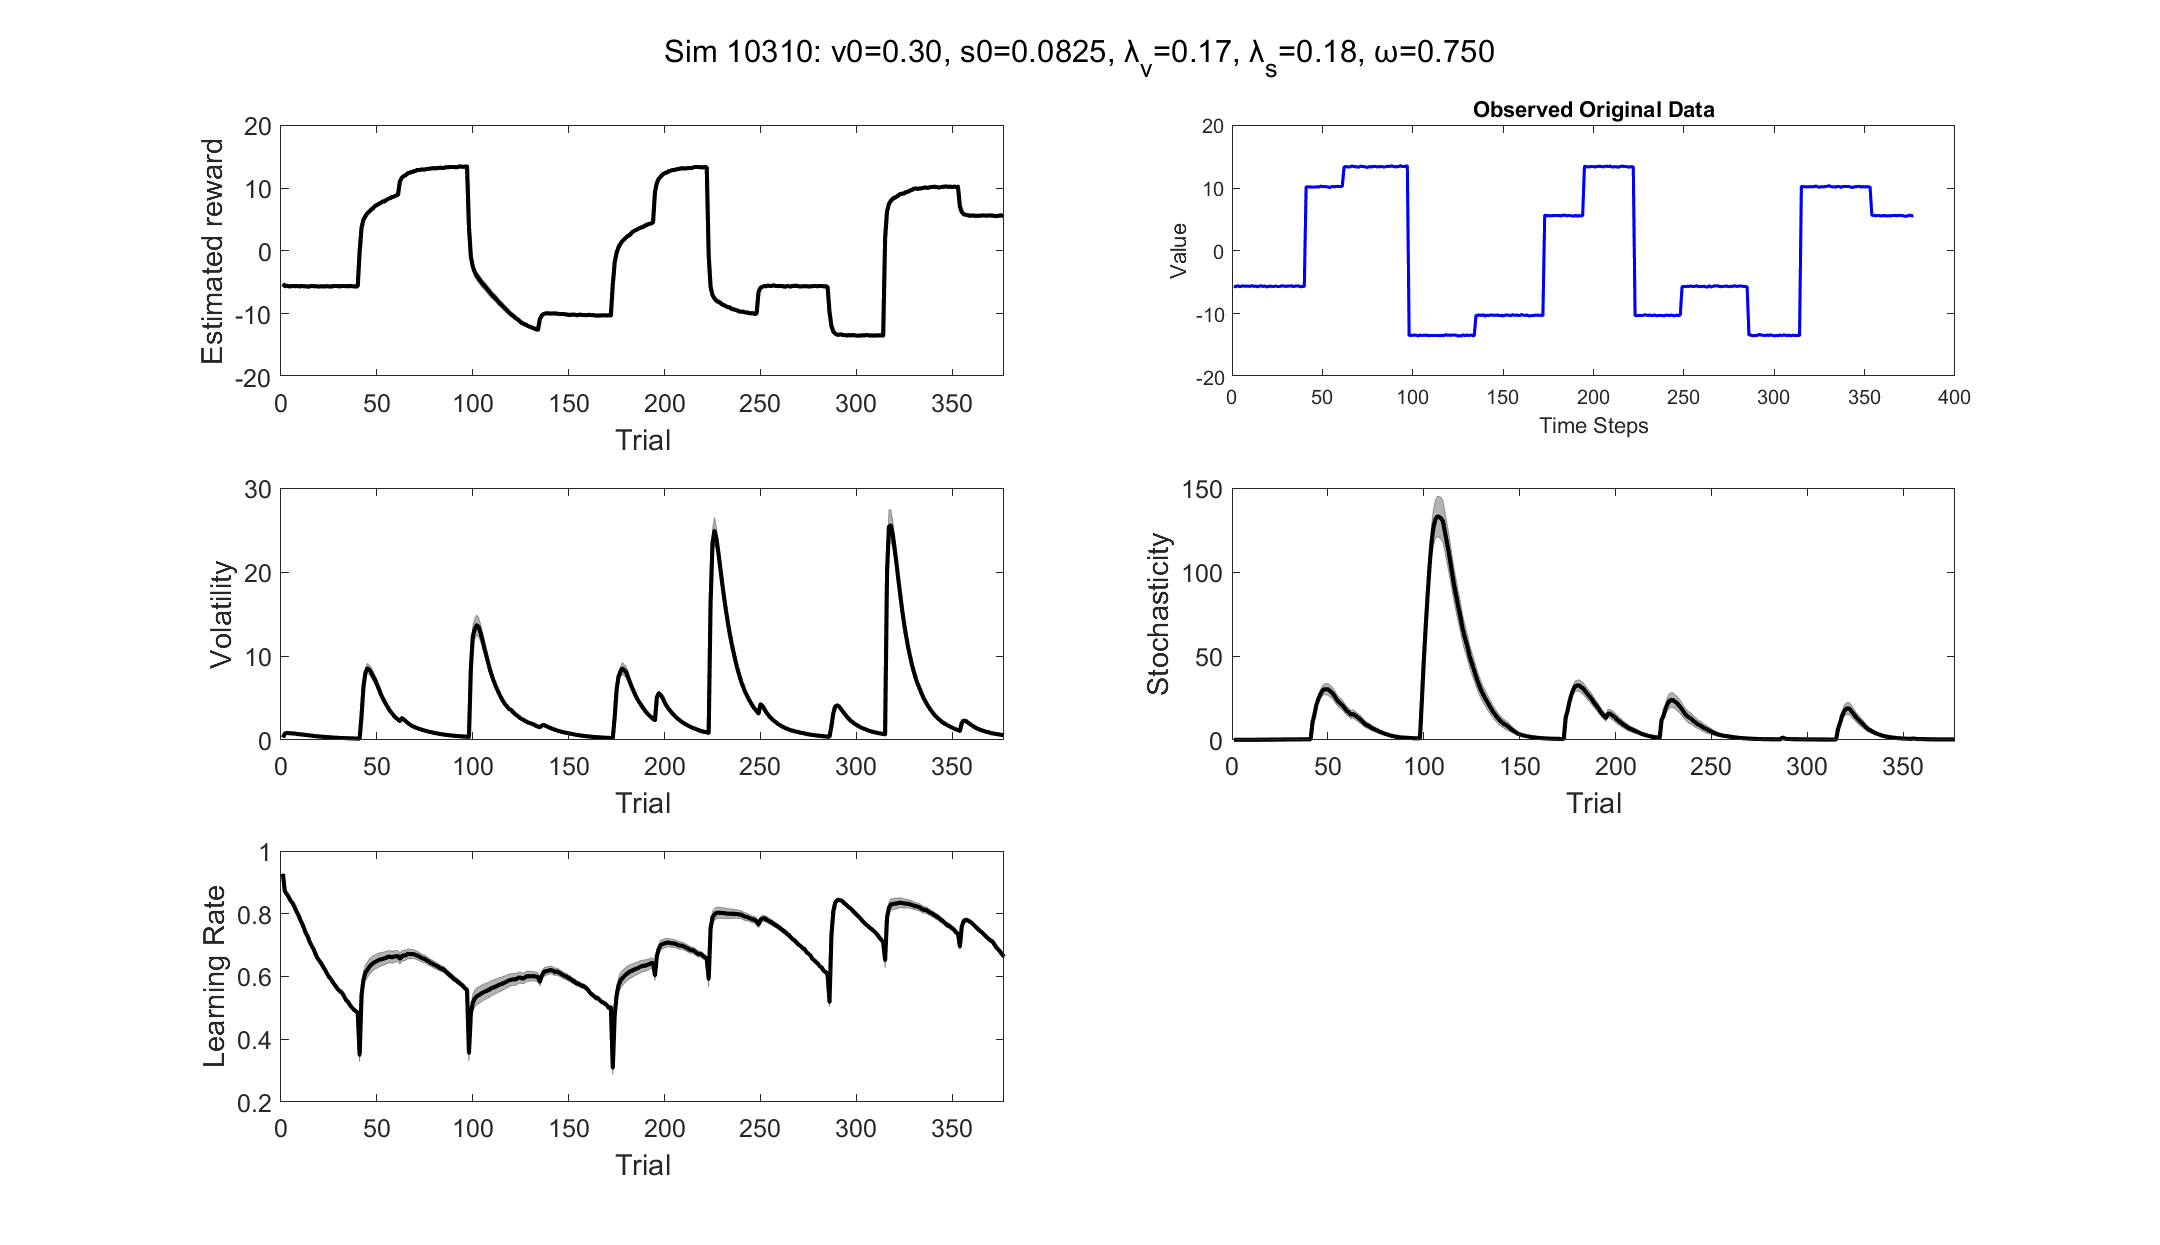 Sim 10310: v0=0.30, s0=0.0825, λ_v=0.17, λ_s=0.18, ω=0.750
20
10
0
-10
-20
Estimated reward
0 50 100 150 200 250 300 350
Trial
Observed Original Data
20
10
0
-10
-20
Value
0 50 100 150 200 250 300 350 400
Time Steps
30
20
10
0
Volatility
0 50 100 150 200 250 300 350
Trial
150
100
50
0
Stochasticity
0 50 100 150 200 250 300 350
Trial
1
0.8
0.6
0.4
0.2
Learning Rate
0 50 100 150 200 250 300 350
Trial